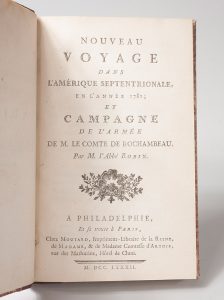 NOUVEAU
VOYAGE
DANS
L'AMÉRIQUE SEPTENTRIONALE,
EN L'ANNÉE 1781;
ET
CAMPAGNE
DE L'ARMÉE
DE M. LE COMTE DE ROCHAMBEAU.
Par M. l'Abbé ROBIN.
A PHILADELPHIE,
Et se trouve à PARIS,
Chez MOUTARD, Imprimeur-Libraire de la REINE,
de MADAME, & de Madame Comtesse d'ARTOIS,
rue des Mathurins, Hôtel de Cluni.
M. DCC. LXXXII.